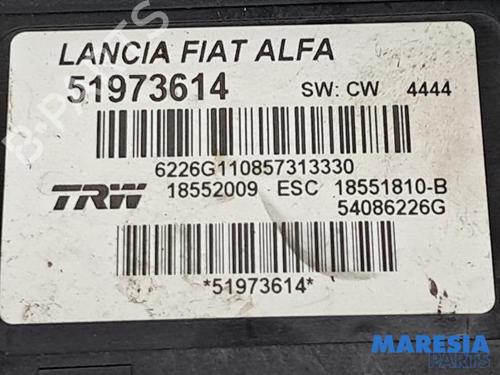 LANCIA FIAT ALFA
51973614 SW: CW 4444
6226G110857313330
TRW 18552009 ESC 18551810-B
54086226G
*51973614*
B-PARTS
MARESIA
PARTS